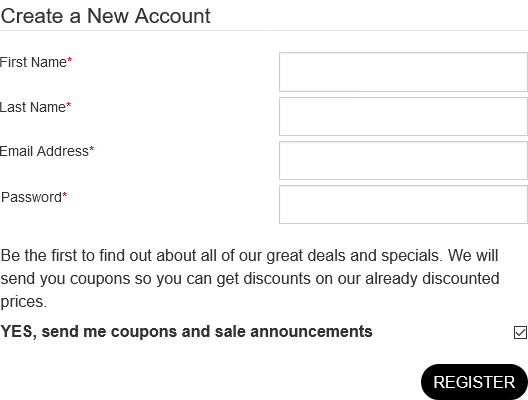 Create a New Account
First Name*
Last Name*
Email Address*
Password*
Be the first to find out about all of our great deals and specials. We will
send you coupons so you can get discounts on our already discounted
prices.
YES, send me coupons and sale announcements
REGISTER